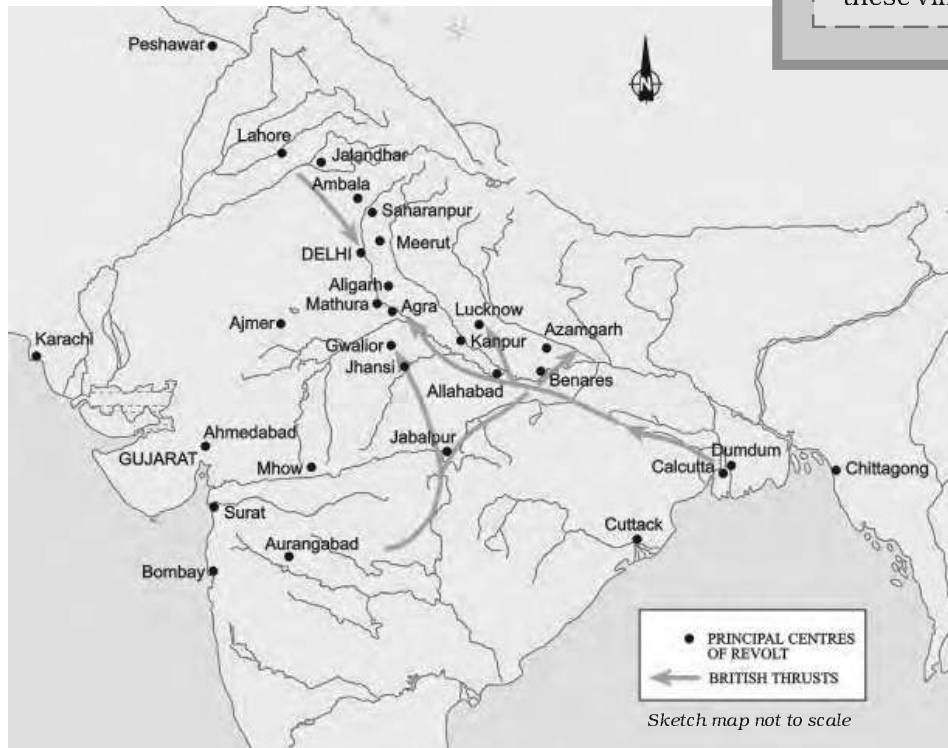 these
Peshawar
N
Lahore
Jalandhar
Ambala
Saharanpur
Meerut
DELHI
Aligarh
Mathura
Agra
Lucknow
Ajmer
Azamgarh
Karachi
Gwalior
Kanpur
Jhansi
Allahabad
Benares
Ahmedabad
Jabalpur
GUJARAT
Mhow
Dumdum
Calcutta
Chittagong
Surat
Cuttack
Aurangabad
Bombay
PRINCIPAL CENTRES
OF REVOLT
BRITISH THRUSTS
Sketch map not to scale